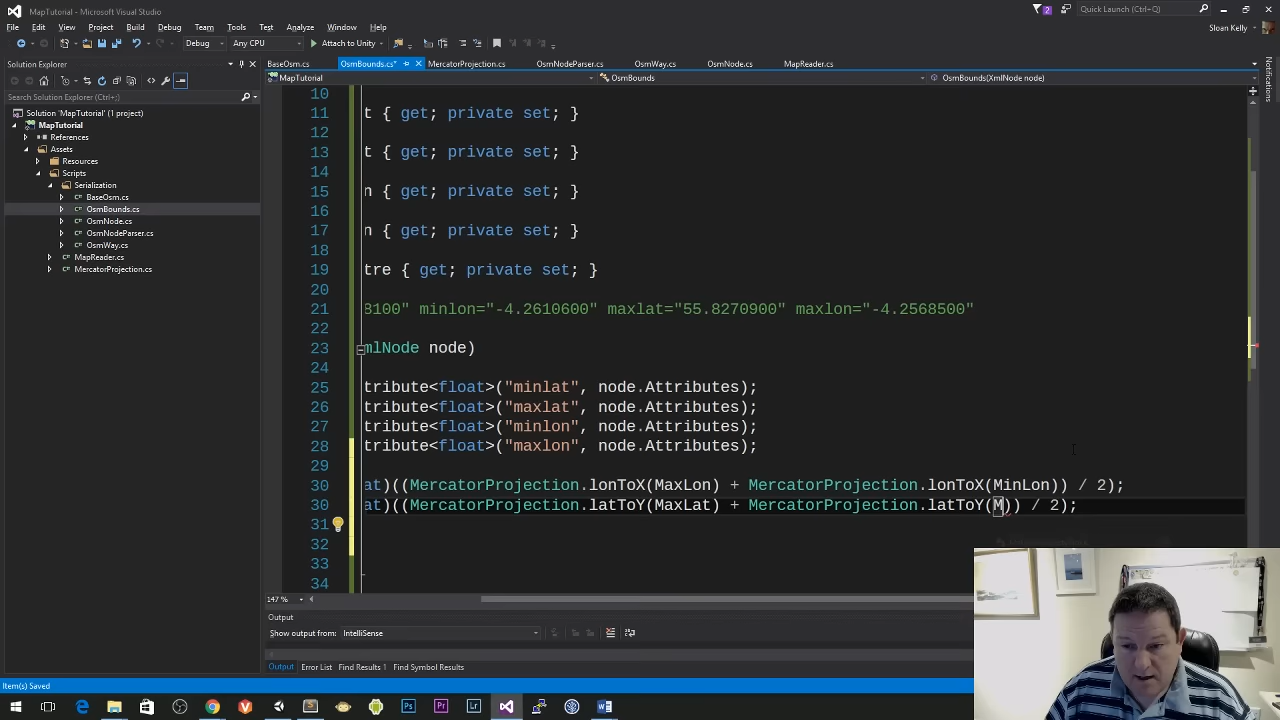 MapTutorial - Microsoft Visual Studio
2
Quick Launch (Ctrl+Q)
File Edit View Project Build Debug Team Tools Test Analyze Window Help
Sloan Kelly
Debug Any CPU Attach to Unity
Solution Explorer
BaseOsm.cs OsmBounds.cs* MercatorProjection.cs OsmNodeParser.cs OsmWay.cs OsmNode.cs MapReader.cs
Notifications
MapTutorial OsmBounds OsmBounds(XmlNode node)
Search Solution Explorer (Ctrl+;)
Solution 'MapTutorial' (1 project)
MapTutorial
References
Assets
Resources
Scripts
Serialization
BaseOsm.cs
OsmBounds.cs
OsmNode.cs
OsmNodeParser.cs
OsmWay.cs
MapReader.cs
MercatorProjection.cs
10
11 t { get; private set; }
12
13 t { get; private set; }
14
15 n { get; private set; }
16
17 n { get; private set; }
18
19 tre { get; private set; }
20
21 8100" minlon="-4.2610600" maxlat="55.8270900" maxlon="-4.2568500"
22
23 mlNode node)
24
25 tribute<float>("minlat", node.Attributes);
26 tribute<float>("maxlat", node.Attributes);
27 tribute<float>("minlon", node.Attributes);
28 tribute<float>("maxlon", node.Attributes);
29
30 at)((MercatorProjection.lonToX(MaxLon) + MercatorProjection.lonToX(MinLon)) / 2);
30 at)((MercatorProjection.latToY(MaxLat) + MercatorProjection.latToY(M)) / 2);
31
32
33
34
147 %
Output
Show output from: IntelliSense
Output Error List Find Results 1 Find Symbol Results
Item(s) Saved